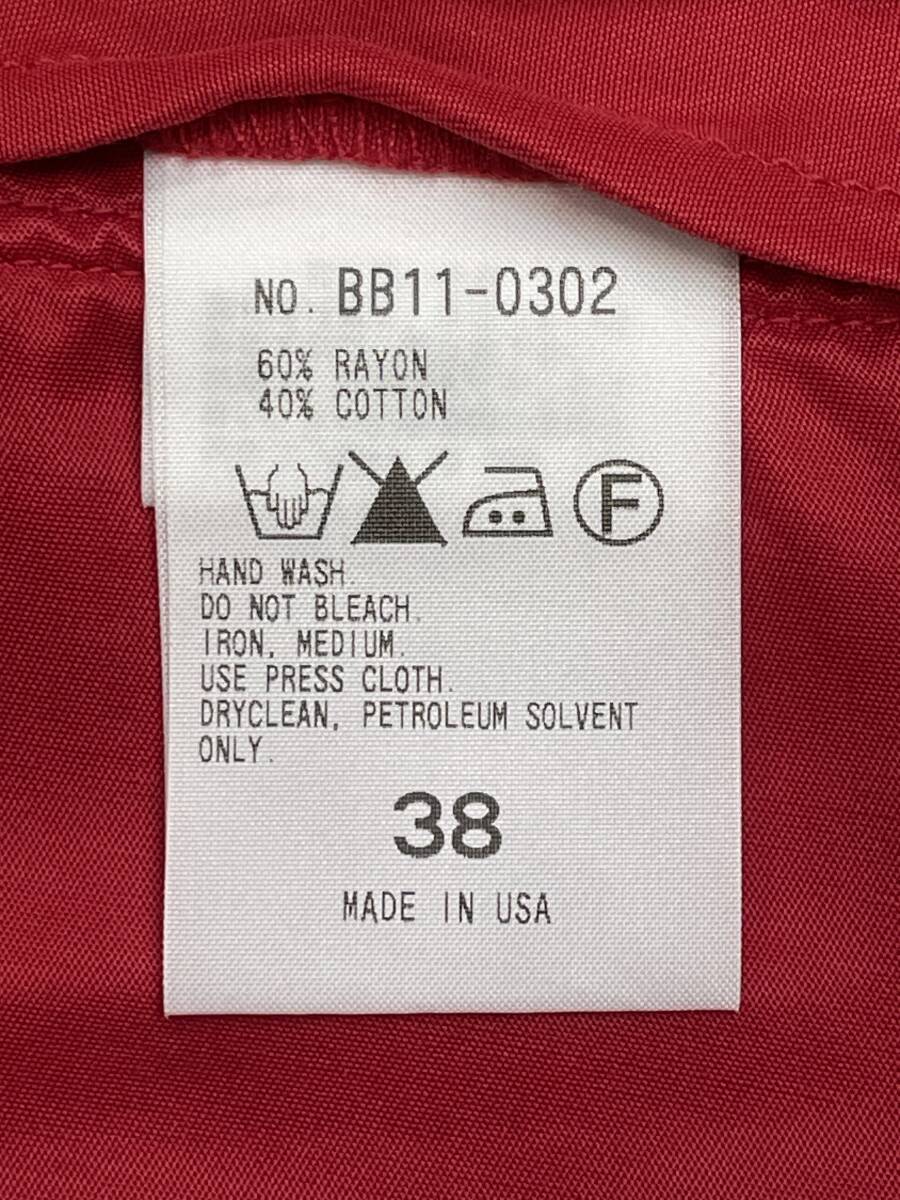 NO. BB11-0302
60% RAYON
40% COTTON
F
HAND WASH.
DO NOT BLEACH.
IRON, MEDIUM.
USE PRESS CLOTH.
DRYCLEAN, PETROLEUM SOLVENT
ONLY.
38
MADE IN USA